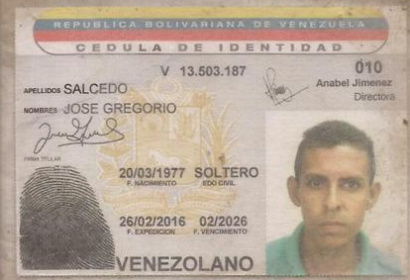 REPUBLICA BOLIVARIANA DE VENEZUELA
CEDULA DE IDENTIDAD
V 13.503.187
010
APELLIDOS SALCEDO
Anabel Jimenez
Directora
NOMBRES JOSE GREGORIO
FIRMA TITULAR
20/03/1977 SOLTERO
F. NACIMIENTO EDO CIVIL
26/02/2016 02/2026
F. EXPEDICION F. VENCIMIENTO
VENEZOLANO